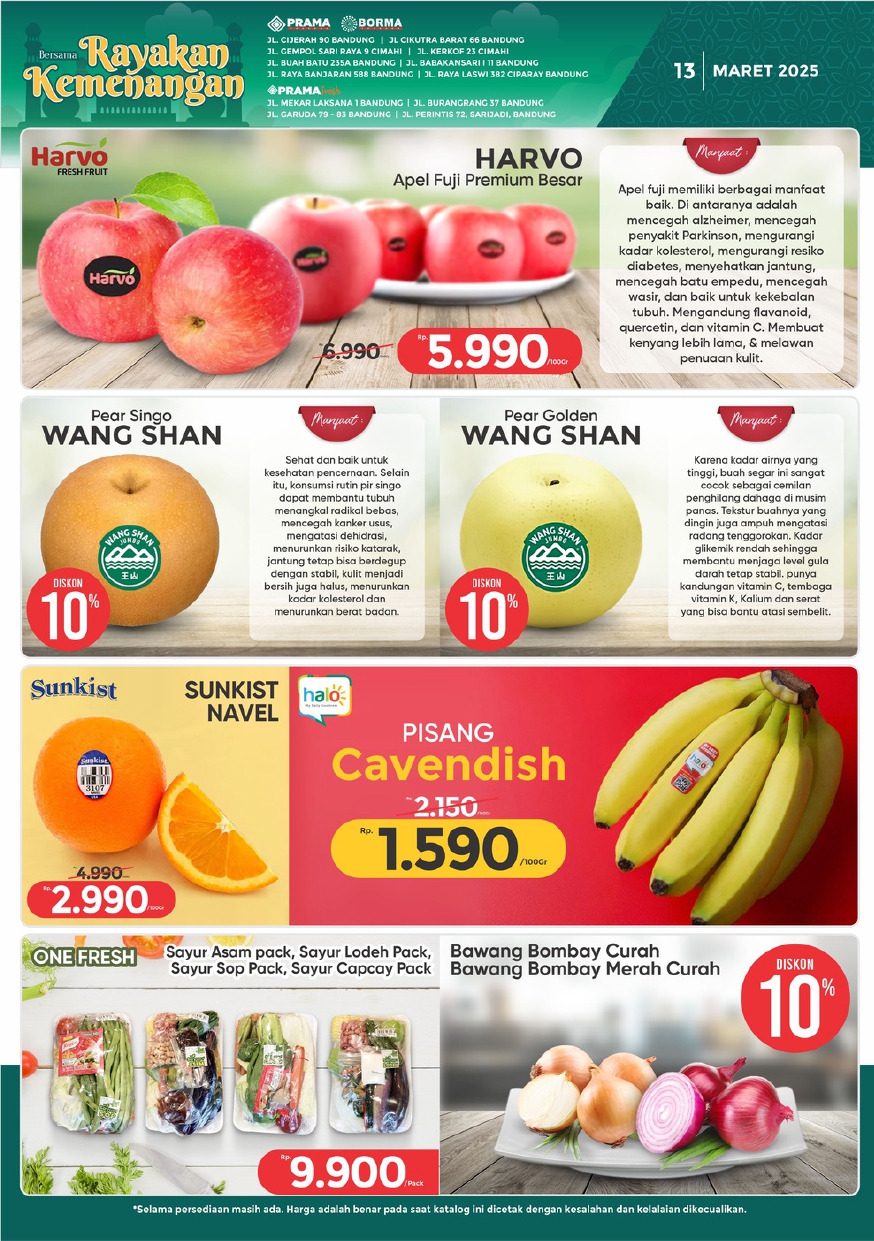 Bersama
Rayakan
Kemenangan
PRAMA BORMA
JL. CIJERAH 90 BANDUNG | JL CIKUTRA BARAT 66 BANDUNG
JL. GEMPOL SARI RAYA 9 CIMAHI | JL. KERKOF 23 CIMAHI
JL. BUAH BATU 235A BANDUNG | JL. BABAKANSARI I 11 BANDUNG
JL. RAYA BANJARAN 588 BANDUNG | JL. RAYA LASWI 382 CIPARAY BANDUNG
PRAMA fresh
JL. MEKAR LAKSANA 1 BANDUNG | JL. BURANGRANG 37 BANDUNG
JL. GARUDA 79 - 83 BANDUNG | JL. PERINTIS 72, SARIJADI, BANDUNG
13 | MARET 2025
Harvo
FRESH FRUIT
HARVO
Apel Fuji Premium Besar
Harvo
Rp. 6.990
Rp. 5.990 /100Gr
Manfaat :
Apel fuji memiliki berbagai manfaat
baik. Di antaranya adalah
mencegah alzheimer, mencegah
penyakit Parkinson, mengurangi
kadar kolesterol, mengurangi resiko
diabetes, menyehatkan jantung,
mencegah batu empedu, mencegah
wasir, dan baik untuk kekebalan
tubuh. Mengandung flavanoid,
quercetin, dan vitamin C. Membuat
kenyang lebih lama, & melawan
penuaan kulit.
Pear Singo
WANG SHAN
WANG SHAN
JUMBO
王山
DISKON
10%
Manfaat :
Sehat dan baik untuk
kesehatan pencernaan. Selain
itu, konsumsi rutin pir singo
dapat membantu tubuh
menangkal radikal bebas,
mencegah kanker usus,
mengatasi dehidrasi,
menurunkan risiko katarak,
jantung tetap bisa berdegup
dengan stabil, kulit menjadi
bersih juga halus, menurunkan
kadar kolesterol dan
menurunkan berat badan.
Pear Golden
WANG SHAN
WANG SHAN
JUMBO
王山
DISKON
10%
Manfaat :
Karena kadar airnya yang
tinggi, buah segar ini sangat
cocok sebagai cemilan
penghilang dahaga di musim
panas. Tekstur buahnya yang
dingin juga ampuh mengatasi
radang tenggorokan. Kadar
glikemik rendah sehingga
membantu menjaga level gula
darah tetap stabil. punya
kandungan vitamin C, tembaga
vitamin K, Kalium dan serat
yang bisa bantu atasi sembelit.
Sunkist
SUNKIST
NAVEL
Sunkist
3107
4.990
Rp. 2.990 /100Gr
halo
PISANG
Cavendish
2.150
Rp. 1.590 /100Gr
halo
ONE FRESH
Sayur Asam pack, Sayur Lodeh Pack,
Sayur Sop Pack, Sayur Capcay Pack
Rp. 9.900 /Pack
Bawang Bombay Curah
Bawang Bombay Merah Curah
DISKON
10%
*Selama persediaan masih ada. Harga adalah benar pada saat katalog ini dicetak dengan kesalahan dan kelalaian dikecualikan.